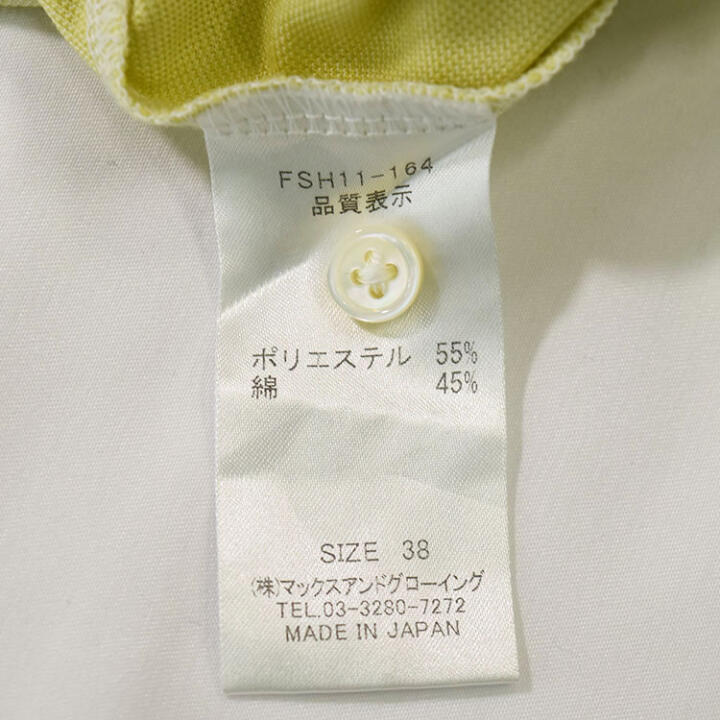 FSH11-164
品質表示
ポリエステル 55%
綿 45%
SIZE 38
(株)マックスアンドグローイング
TEL.03-3280-7272
MADE IN JAPAN